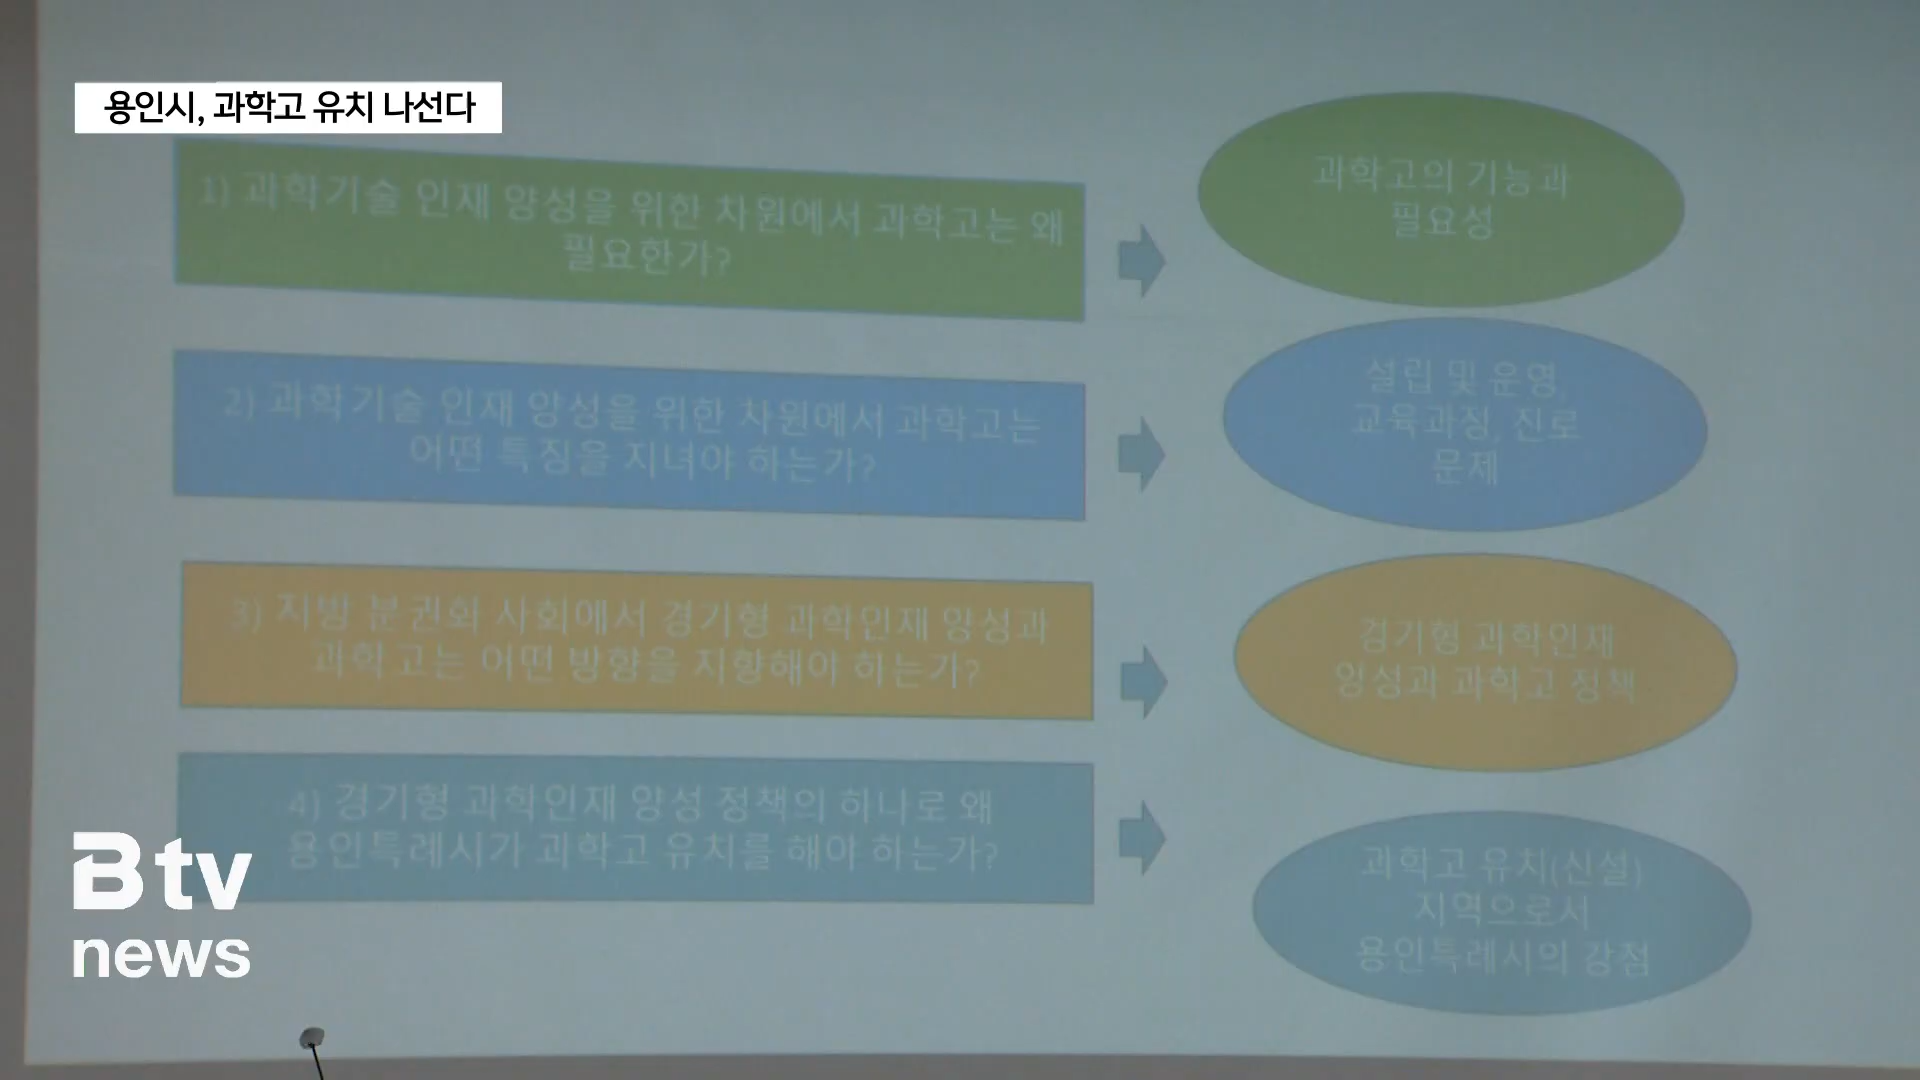 용인시, 과학고 유치 나선다
1) 과학기술 인재 양성을 위한 차원에서 과학고는 왜
필요한가?
과학고의 기능과
필요성
2) 과학기술 인재 양성을 위한 차원에서 과학고는
어떤 특징을 지녀야 하는가?
설립 및 운영,
교육과정, 진로
문제
3) 지방 분권화 사회에서 경기형 과학인재 양성과
과학고는 어떤 방향을 지향해야 하는가?
경기형 과학인재
양성과 과학고 정책
4) 경기형 과학인재 양성 정책의 하나로 왜
용인특례시가 과학고 유치를 해야 하는가?
과학고 유치(신설)
지역으로서
용인특례시의 강점
B tv
news